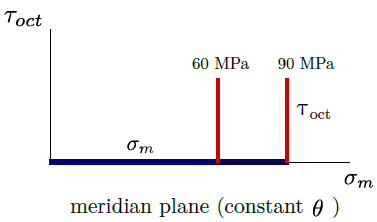 τoct
60 MPa 90 MPa
τoct
σm
σm
meridian plane (constant θ )